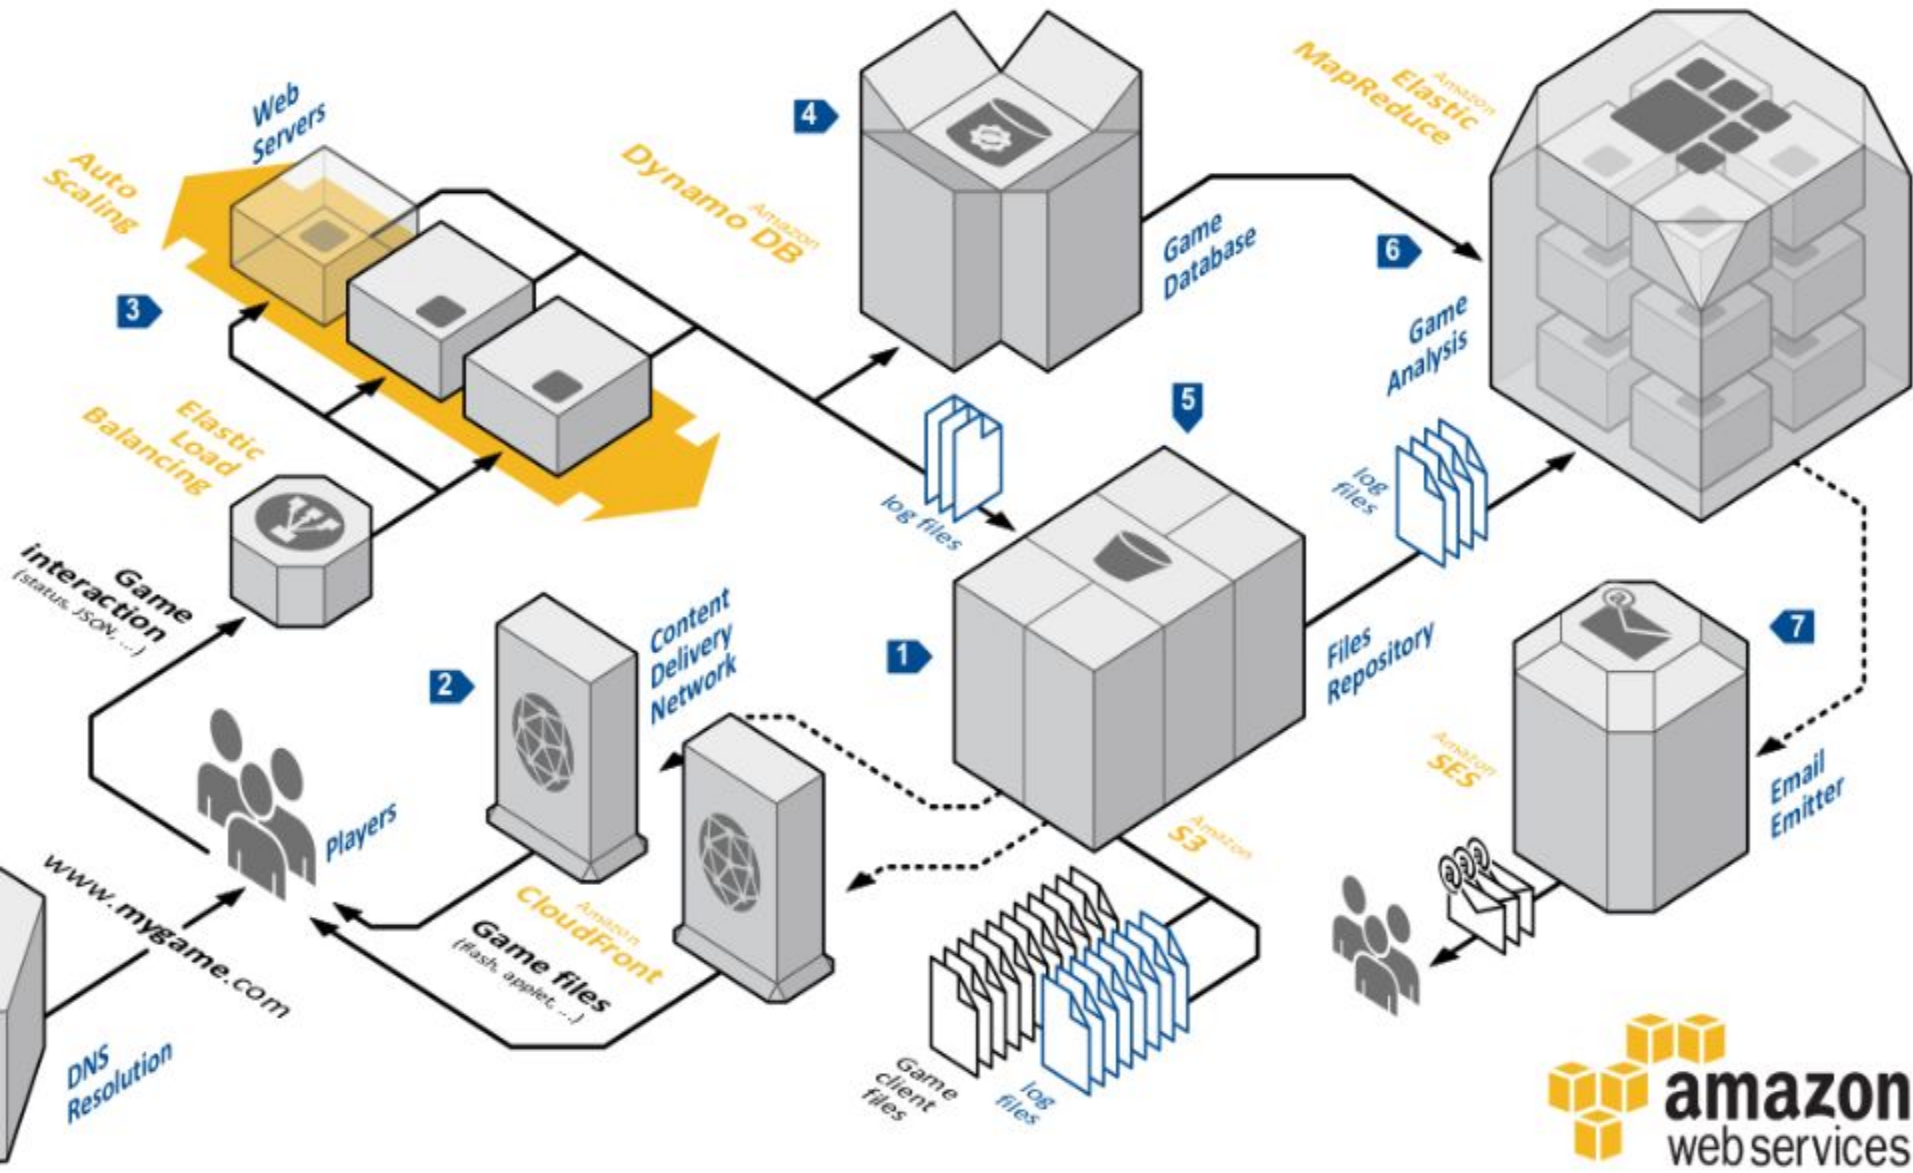 Web
Servers
Auto
Scaling
3
Elastic
Load
Balancing
Game
interaction
(status, JSON, ...)
Amazon
Dynamo DB
4
Game
Database
Amazon
Elastic
MapReduce
6
Game
Analysis
5
log files
log
files
Content
Delivery
Network
2
1
Files
Repository
7
Amazon
SES
Email
Emitter
Players
www.mygame.com
Amazon
CloudFront
Game files
(flash, applet, ...)
Amazon
S3
DNS
Resolution
Game
client
files
log
files
@
@@@
amazon
web services